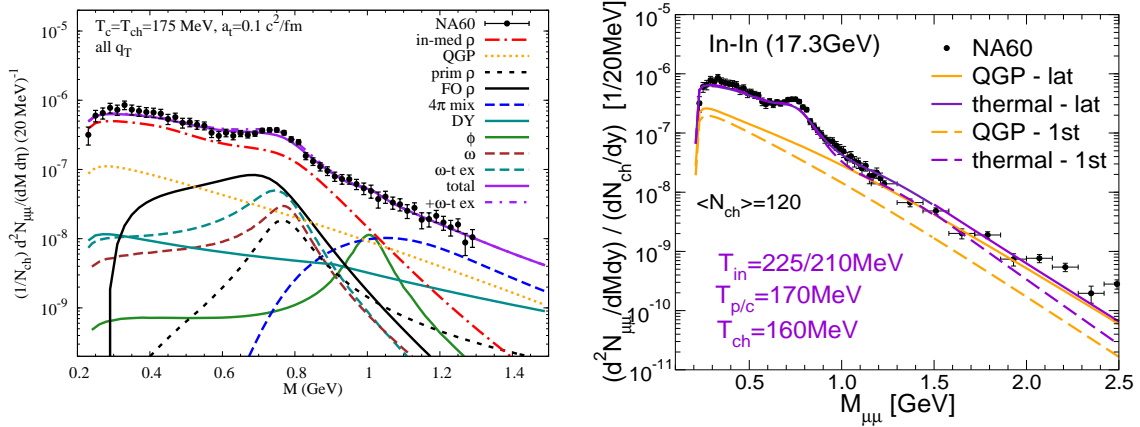 T_c=T_ch=175 MeV, a_t=0.1 c²/fm
all q_T
NA60
in-med ρ
QGP
prim ρ
FO ρ
4π mix
DY
ϕ
ω
ω-t ex
total
+ω-t ex
(1/N_ch) d²N_μμ/(dM dη) (20 MeV)⁻¹
10⁻⁵
10⁻⁶
10⁻⁷
10⁻⁸
10⁻⁹
0.2 0.4 0.6 0.8 1 1.2 1.4
M (GeV)
In-In (17.3GeV)
NA60
QGP - lat
thermal - lat
QGP - 1st
thermal - 1st
<N_ch>=120
T_in=225/210MeV
T_p/c=170MeV
T_ch=160MeV
(d²N_μμ/dMdy) / (dN_ch/dy) [1/20MeV]
10⁻⁵
10⁻⁶
10⁻⁷
10⁻⁸
10⁻⁹
10⁻¹⁰
10⁻¹¹
0.5 1.0 1.5 2.0 2.5
M_μμ [GeV]